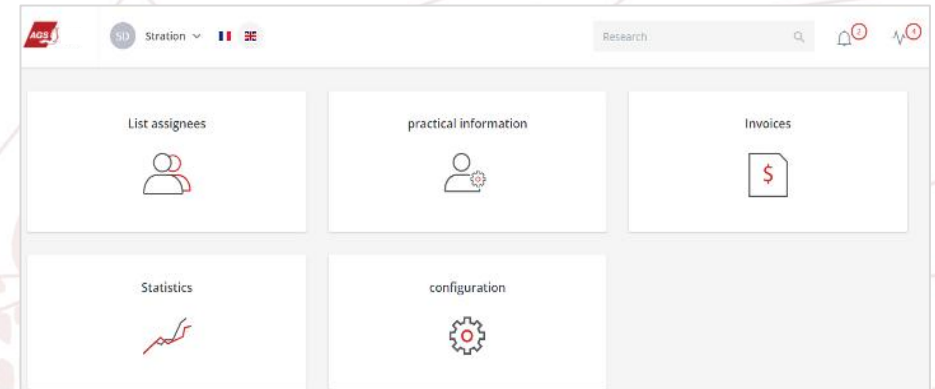 AGS
SD Stration
Research
2
4
List assignees
practical information
Invoices
$
Statistics
configuration